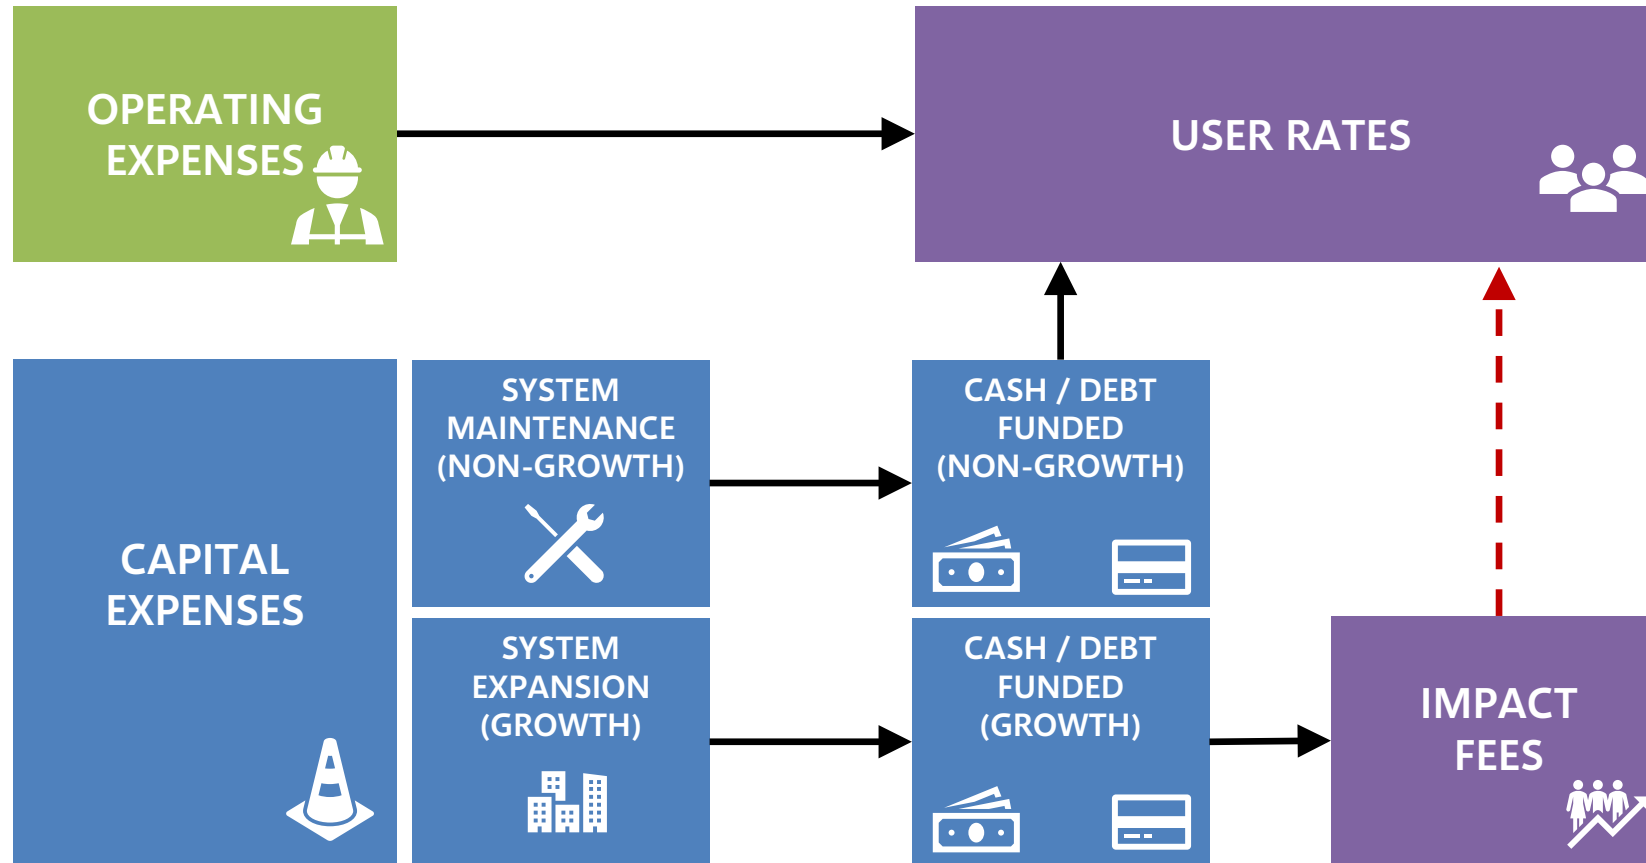 OPERATING
EXPENSES
USER RATES
CAPITAL
EXPENSES
SYSTEM
MAINTENANCE
(NON-GROWTH)
CASH / DEBT
FUNDED
(NON-GROWTH)
SYSTEM
EXPANSION
(GROWTH)
CASH / DEBT
FUNDED
(GROWTH)
IMPACT
FEES